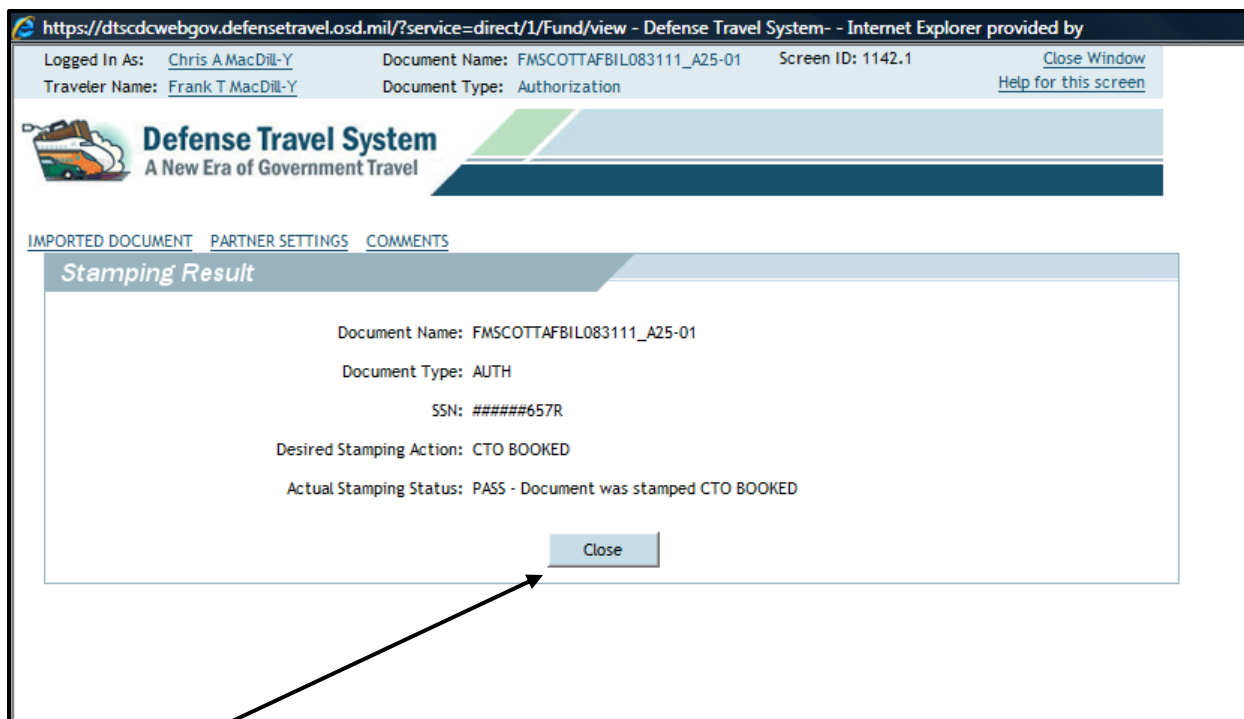 https://dtscdcwebgov.defensetravel.osd.mil/?service=direct/1/Fund/view - Defense Travel System- - Internet Explorer provided by
Logged In As: Chris A MacDill-Y Document Name: FMSCOTTAFBIL083111_A25-01 Screen ID: 1142.1 Close Window
Traveler Name: Frank T MacDill-Y Document Type: Authorization Help for this screen
Defense Travel System
A New Era of Government Travel
IMPORTED DOCUMENT PARTNER SETTINGS COMMENTS
Stamping Result
Document Name: FMSCOTTAFBIL083111_A25-01
Document Type: AUTH
SSN: ######657R
Desired Stamping Action: CTO BOOKED
Actual Stamping Status: PASS - Document was stamped CTO BOOKED
Close